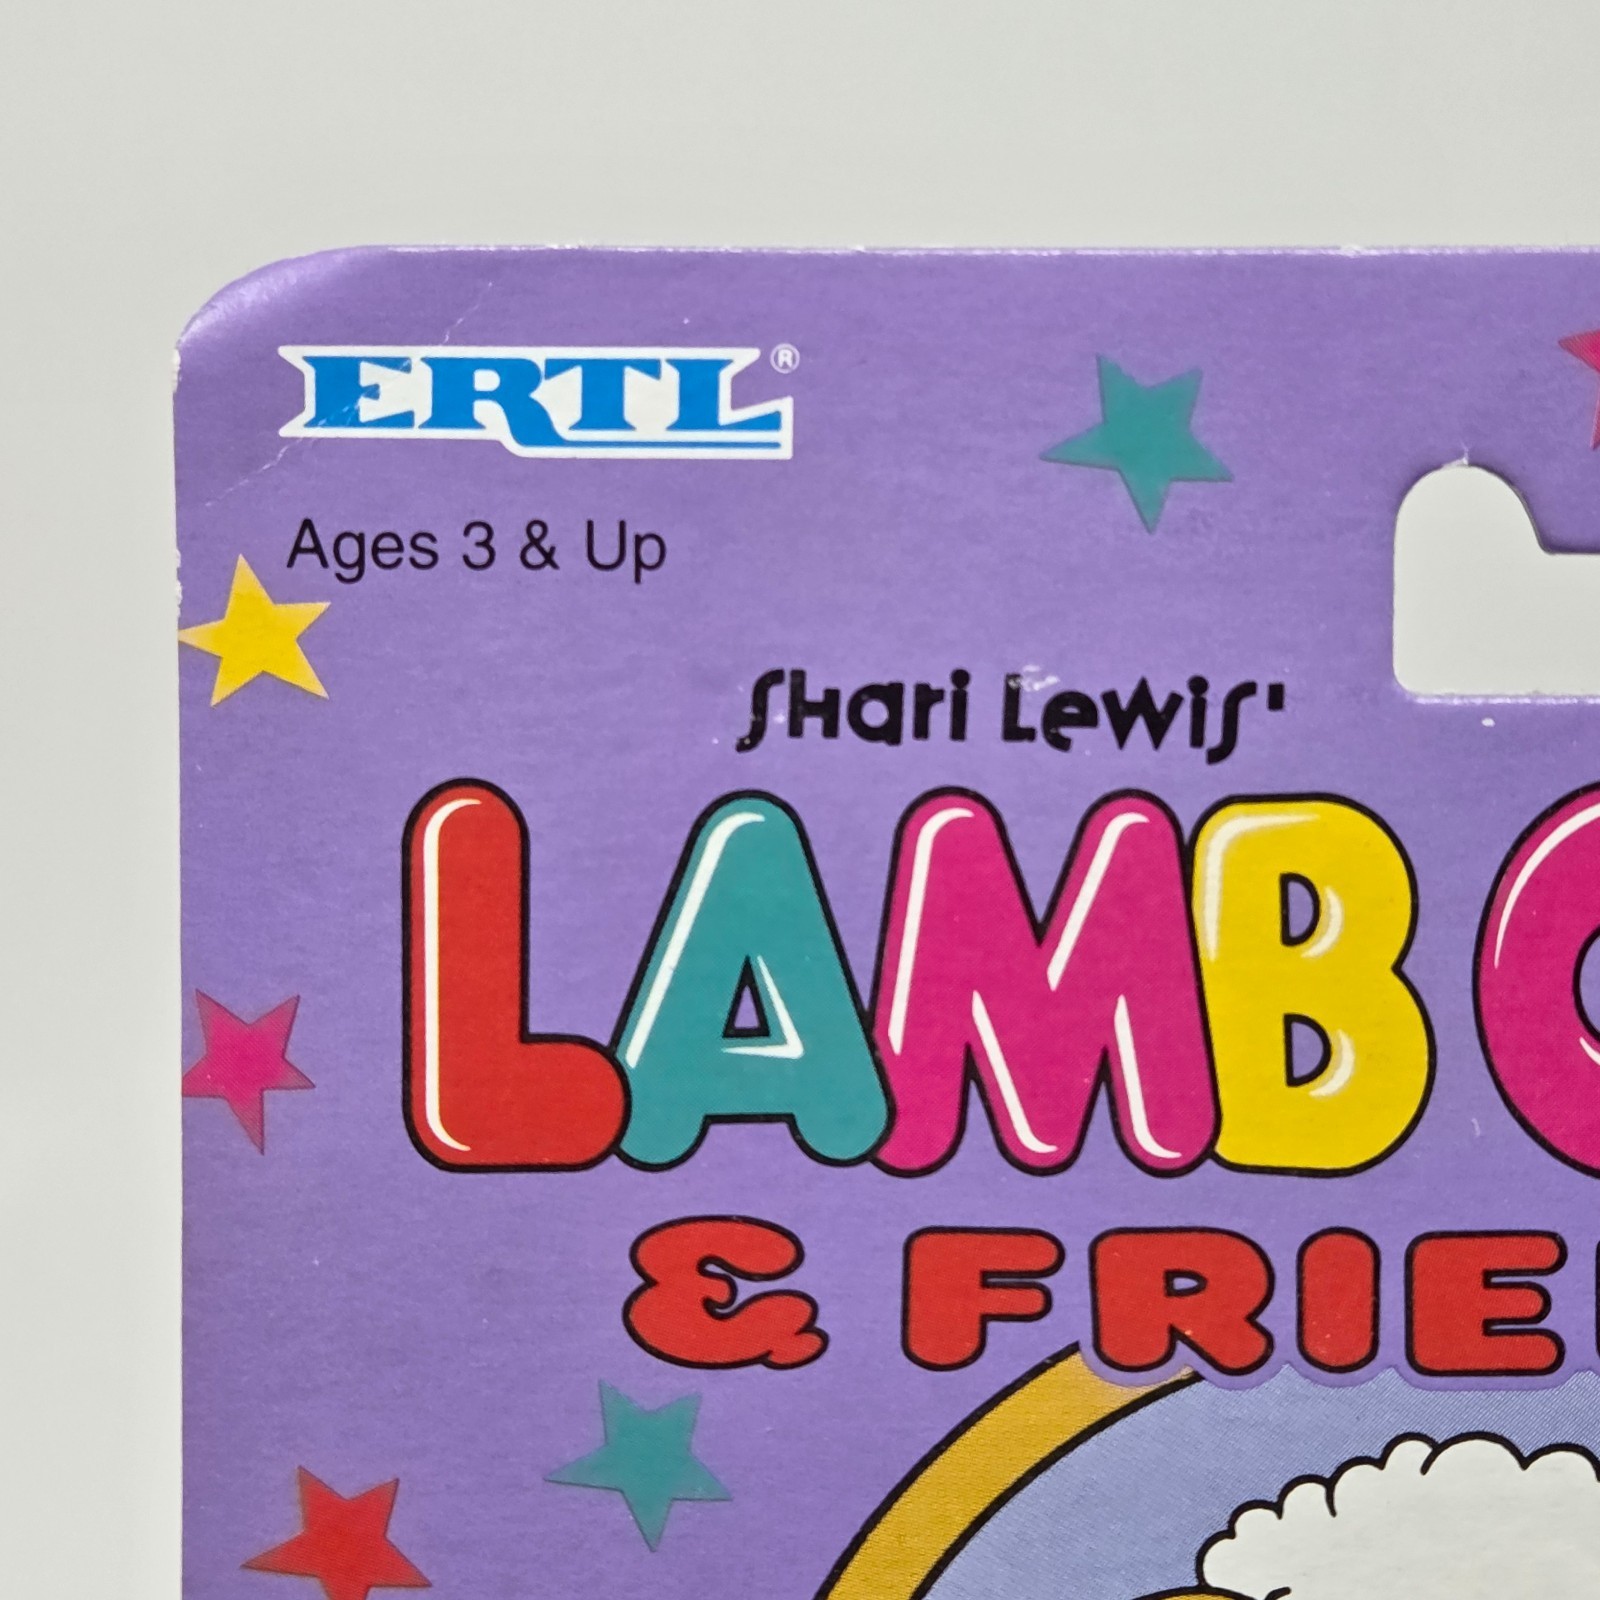 ERTL®
Ages 3 & Up
Shari Lewis'
LAMB
& FRIE